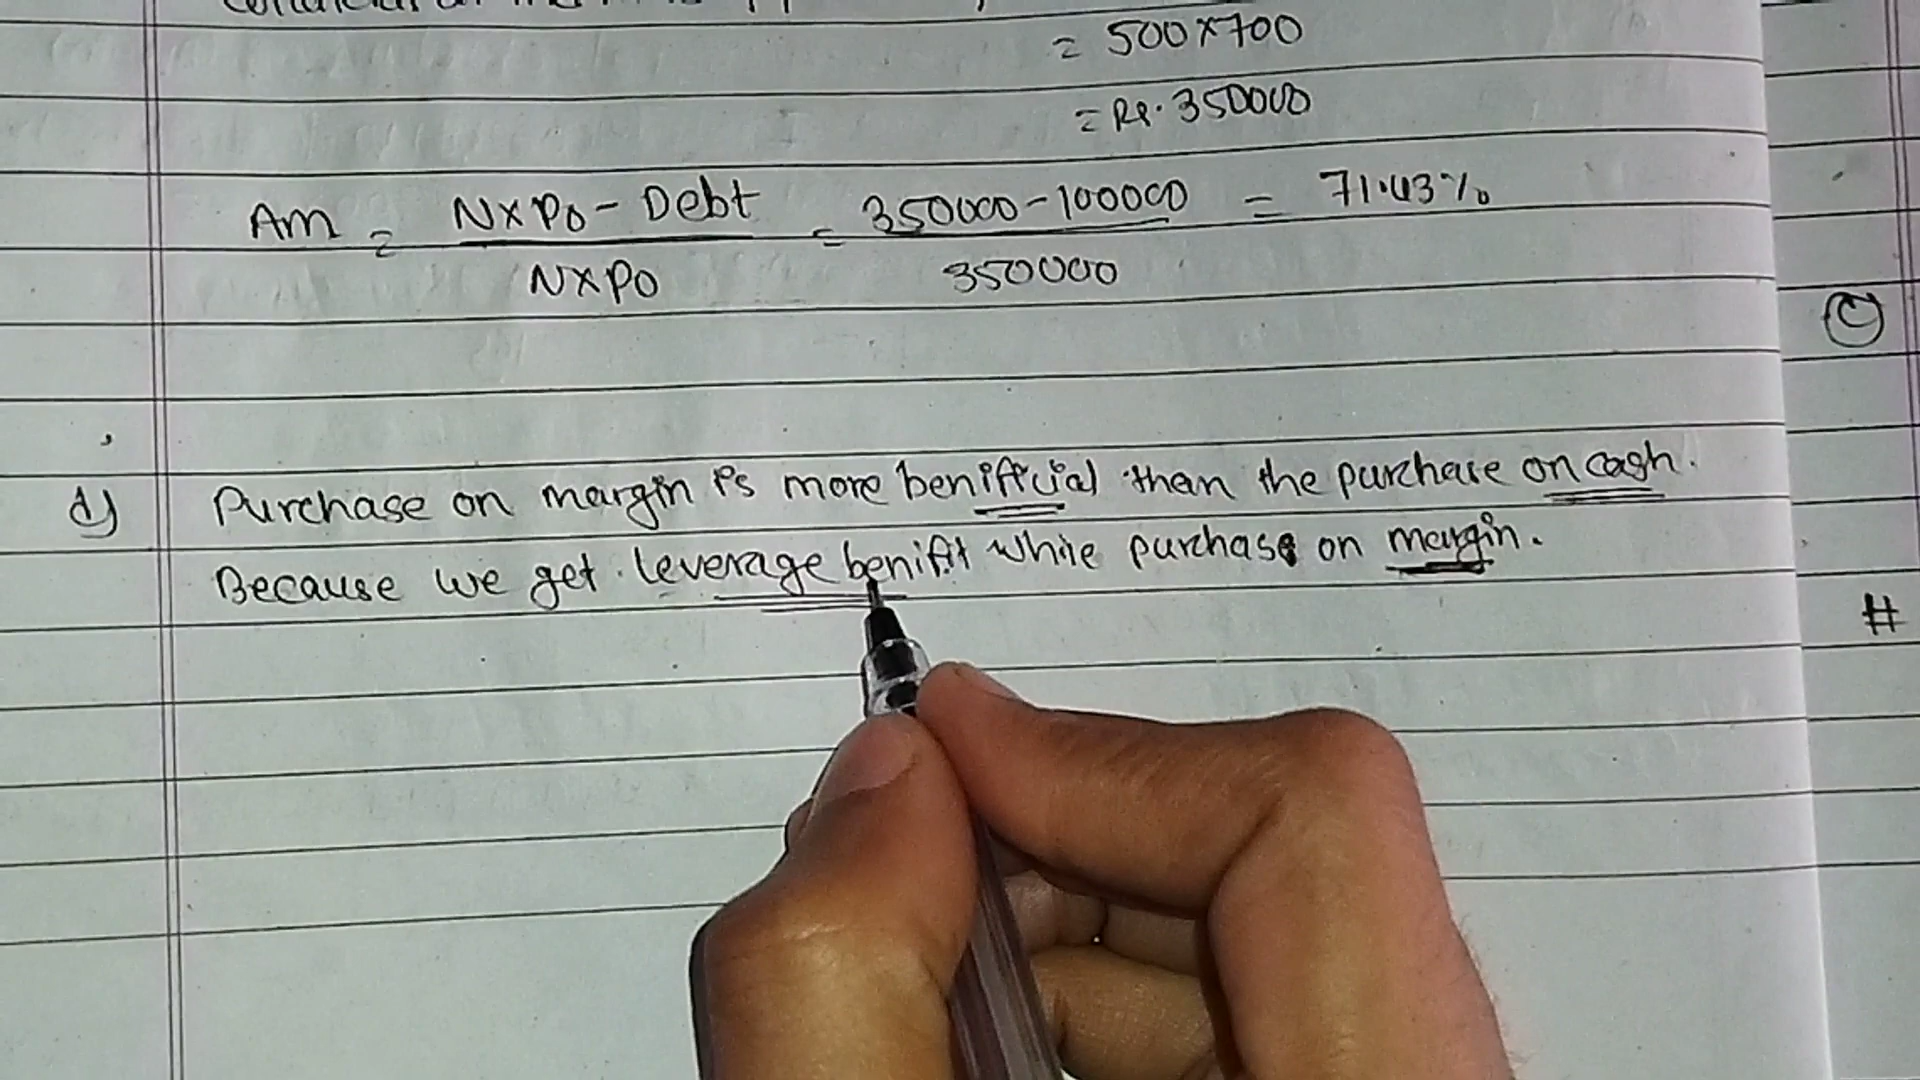 = 500×700
= Rs. 350000
Am = N×P0 - Debt / N×P0 = 350000-100000 / 350000 = 71.43%
C
d) Purchase on margin is more benificial than the purchase on cash.
Because we get leverage benifit while purchase on margin.
#